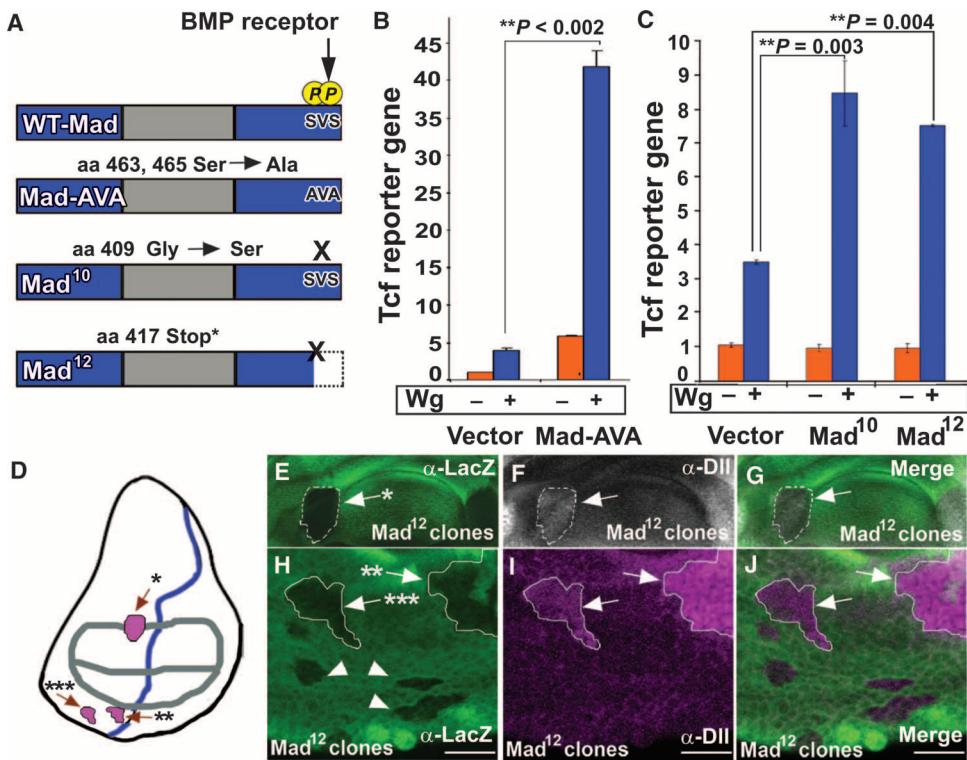 A
BMP receptor
P P
WT-Mad
SVS
aa 463, 465 Ser → Ala
Mad-AVA
AVA
aa 409 Gly → Ser
X
Mad10
SVS
aa 417 Stop*
X
Mad12
B
**P < 0.002
Tcf reporter gene
45
40
35
30
25
20
15
10
5
0
Wg − + − +
Vector Mad-AVA
C
**P = 0.004
**P = 0.003
Tcf reporter gene
10
9
8
7
6
5
4
3
2
1
0
− + − + − +
Vector Mad10 Mad12
D
*
***
**
E
α-LacZ
*
Mad12 clones
F
α-Dll
Mad12 clones
G
Merge
Mad12 clones
H
**
***
Mad12 clones
α-LacZ
I
Mad12 clones
α-Dll
J
Mad12 clones
Merge